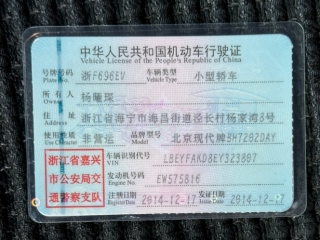 中华人民共和国机动车行驶证
Vehicle License of the People's Republic of China
号牌号码 浙F696EV 车辆类型 小型轿车
Plate No. Vehicle Type
所有人 杨曦琛
Owner
住址 浙江省海宁市海昌街道泾长村杨家湾8号
Address
使用性质 非营运 品牌型号 北京现代牌BH7202DAY
Use Character Model
浙江省嘉兴市公安局交通警察支队
车辆识别代号 LBEYFAKD8EY323807
VIN
发动机号码 EW575816
Engine No.
注册日期 2014-12-17 发证日期 2014-12-17
Register Date Issue Date